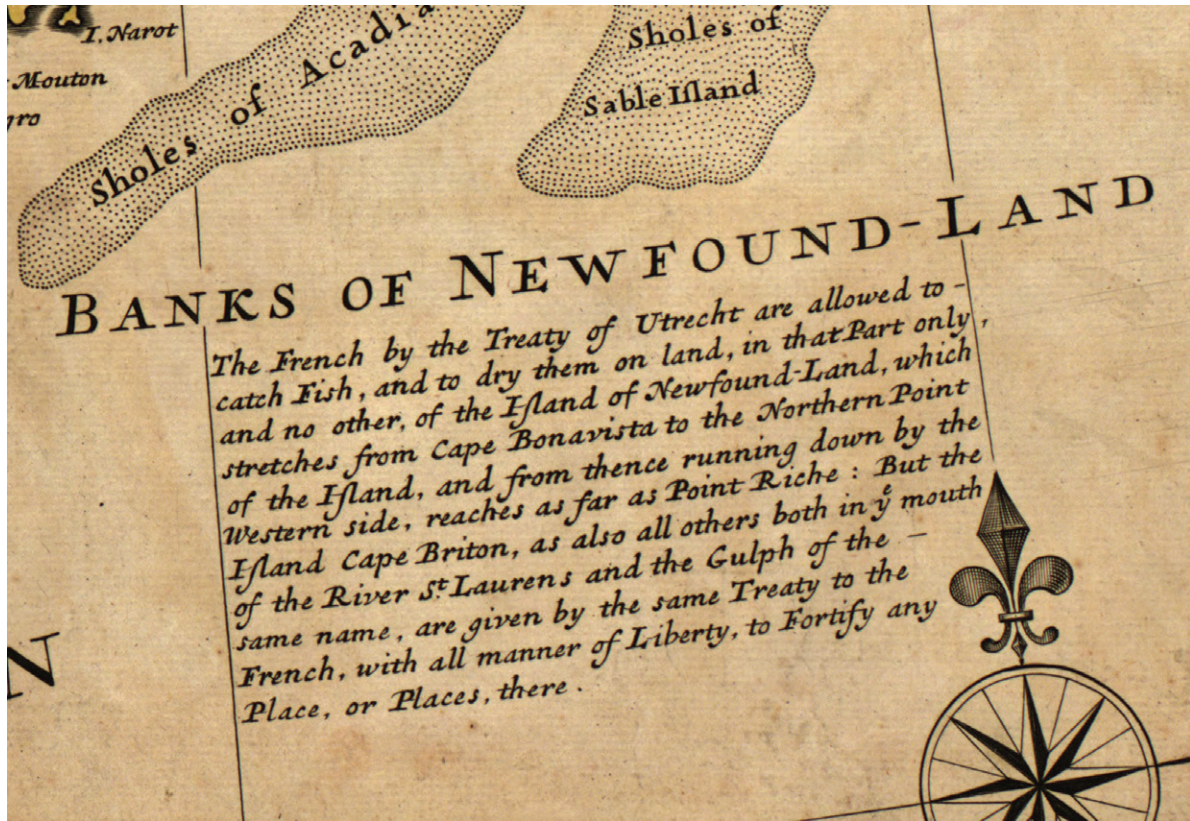 I. Narot
Mouton
Sholes of Acadia
Sholes of
Sable Iſland
BANKS OF NEWFOUND-LAND
The French by the Treaty of Utrecht are allowed to -
catch Fish, and to dry them on land, in that Part only,
and no other, of the Iſland of Newfound-Land, which
stretches from Cape Bonavista to the Northern Point
of the Iſland, and from thence running down by the
Western side, reaches as far as Point Riche : But the
Iſland Cape Briton, as also all others both in yͤ mouth
of the River St. Laurens and the Gulph of the -
same name, are given by the same Treaty to the
French, with all manner of Liberty, to Fortify any
Place, or Places, there.
N